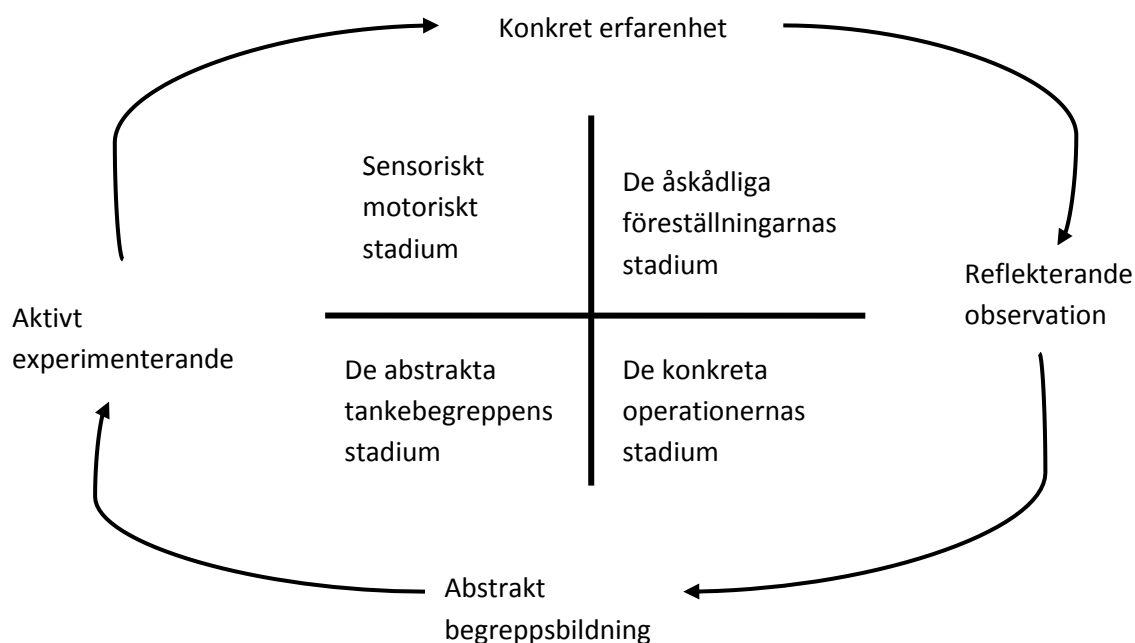 Konkret erfarenhet
Sensoriskt
motoriskt
stadium
De åskådliga
föreställningarnas
stadium
Reflekterande
observation
Aktivt
experimenterande
De abstrakta
tankebegreppens
stadium
De konkreta
operationernas
stadium
Abstrakt
begreppsbildning